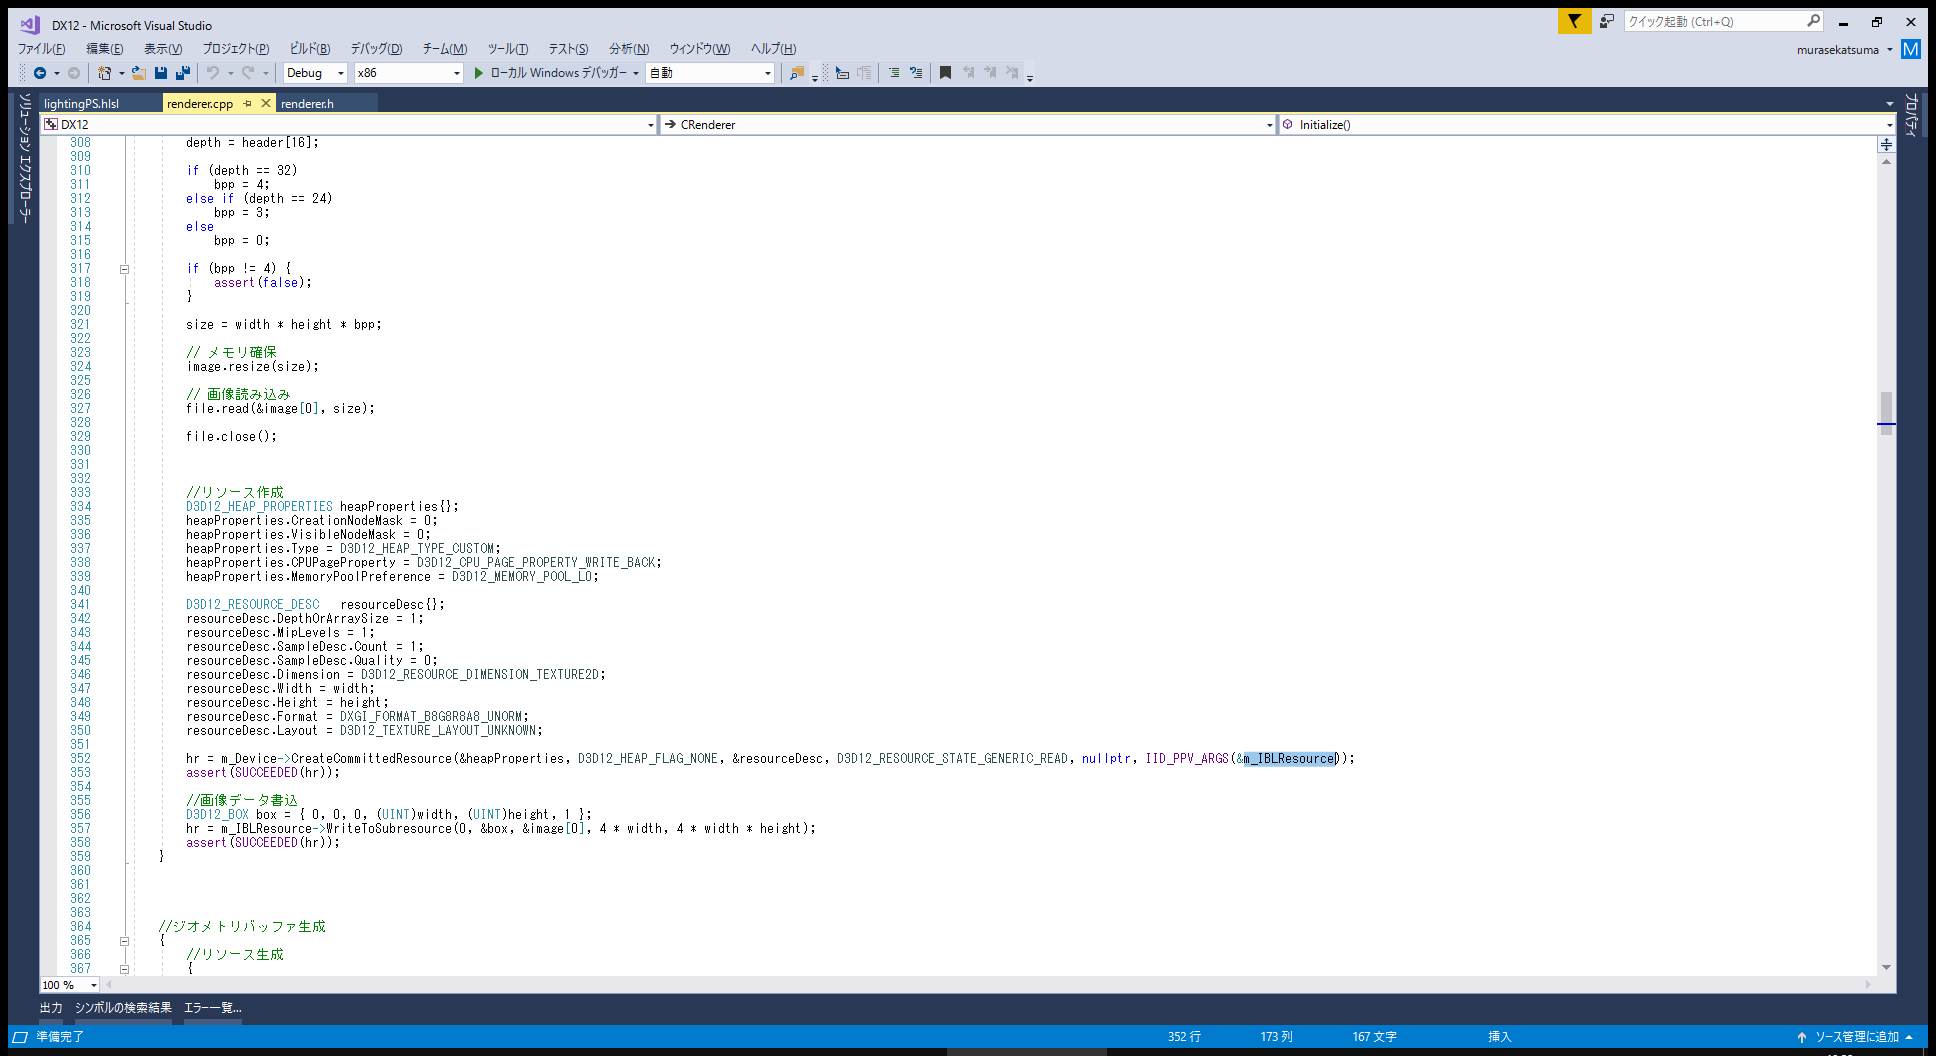 DX12 - Microsoft Visual Studio
クイック起動 (Ctrl+Q)
ファイル(F) 編集(E) 表示(V) プロジェクト(P) ビルド(B) デバッグ(D) チーム(M) ツール(T) テスト(S) 分析(N) ウィンドウ(W) ヘルプ(H)
murasekatsuma M
Debug x86 ローカル Windows デバッガー 自動
ソリューション エクスプローラー
プロパティ
lightingPS.hlsl renderer.cpp renderer.h
DX12 CRenderer Initialize()
308 depth = header[16];
309
310 if (depth == 32)
311 bpp = 4;
312 else if (depth == 24)
313 bpp = 3;
314 else
315 bpp = 0;
316
317 if (bpp != 4) {
318 assert(false);
319 }
320
321 size = width * height * bpp;
322
323 // メモリ確保
324 image.resize(size);
325
326 // 画像読み込み
327 file.read(&image[0], size);
328
329 file.close();
330
331
332
333 //リソース作成
334 D3D12_HEAP_PROPERTIES heapProperties{};
335 heapProperties.CreationNodeMask = 0;
336 heapProperties.VisibleNodeMask = 0;
337 heapProperties.Type = D3D12_HEAP_TYPE_CUSTOM;
338 heapProperties.CPUPageProperty = D3D12_CPU_PAGE_PROPERTY_WRITE_BACK;
339 heapProperties.MemoryPoolPreference = D3D12_MEMORY_POOL_L0;
340
341 D3D12_RESOURCE_DESC resourceDesc{};
342 resourceDesc.DepthOrArraySize = 1;
343 resourceDesc.MipLevels = 1;
344 resourceDesc.SampleDesc.Count = 1;
345 resourceDesc.SampleDesc.Quality = 0;
346 resourceDesc.Dimension = D3D12_RESOURCE_DIMENSION_TEXTURE2D;
347 resourceDesc.Width = width;
348 resourceDesc.Height = height;
349 resourceDesc.Format = DXGI_FORMAT_B8G8R8A8_UNORM;
350 resourceDesc.Layout = D3D12_TEXTURE_LAYOUT_UNKNOWN;
351
352 hr = m_Device->CreateCommittedResource(&heapProperties, D3D12_HEAP_FLAG_NONE, &resourceDesc, D3D12_RESOURCE_STATE_GENERIC_READ, nullptr, IID_PPV_ARGS(&m_IBLResource));
353 assert(SUCCEEDED(hr));
354
355 //画像データ書込
356 D3D12_BOX box = { 0, 0, 0, (UINT)width, (UINT)height, 1 };
357 hr = m_IBLResource->WriteToSubresource(0, &box, &image[0], 4 * width, 4 * width * height);
358 assert(SUCCEEDED(hr));
359 }
360
361
362
363
364 //ジオメトリバッファ生成
365 {
366 //リソース生成
367 {
100 %
出力 シンボルの検索結果 エラー一覧...
準備完了 352 行 173 列 167 文字 挿入 ソース管理に追加